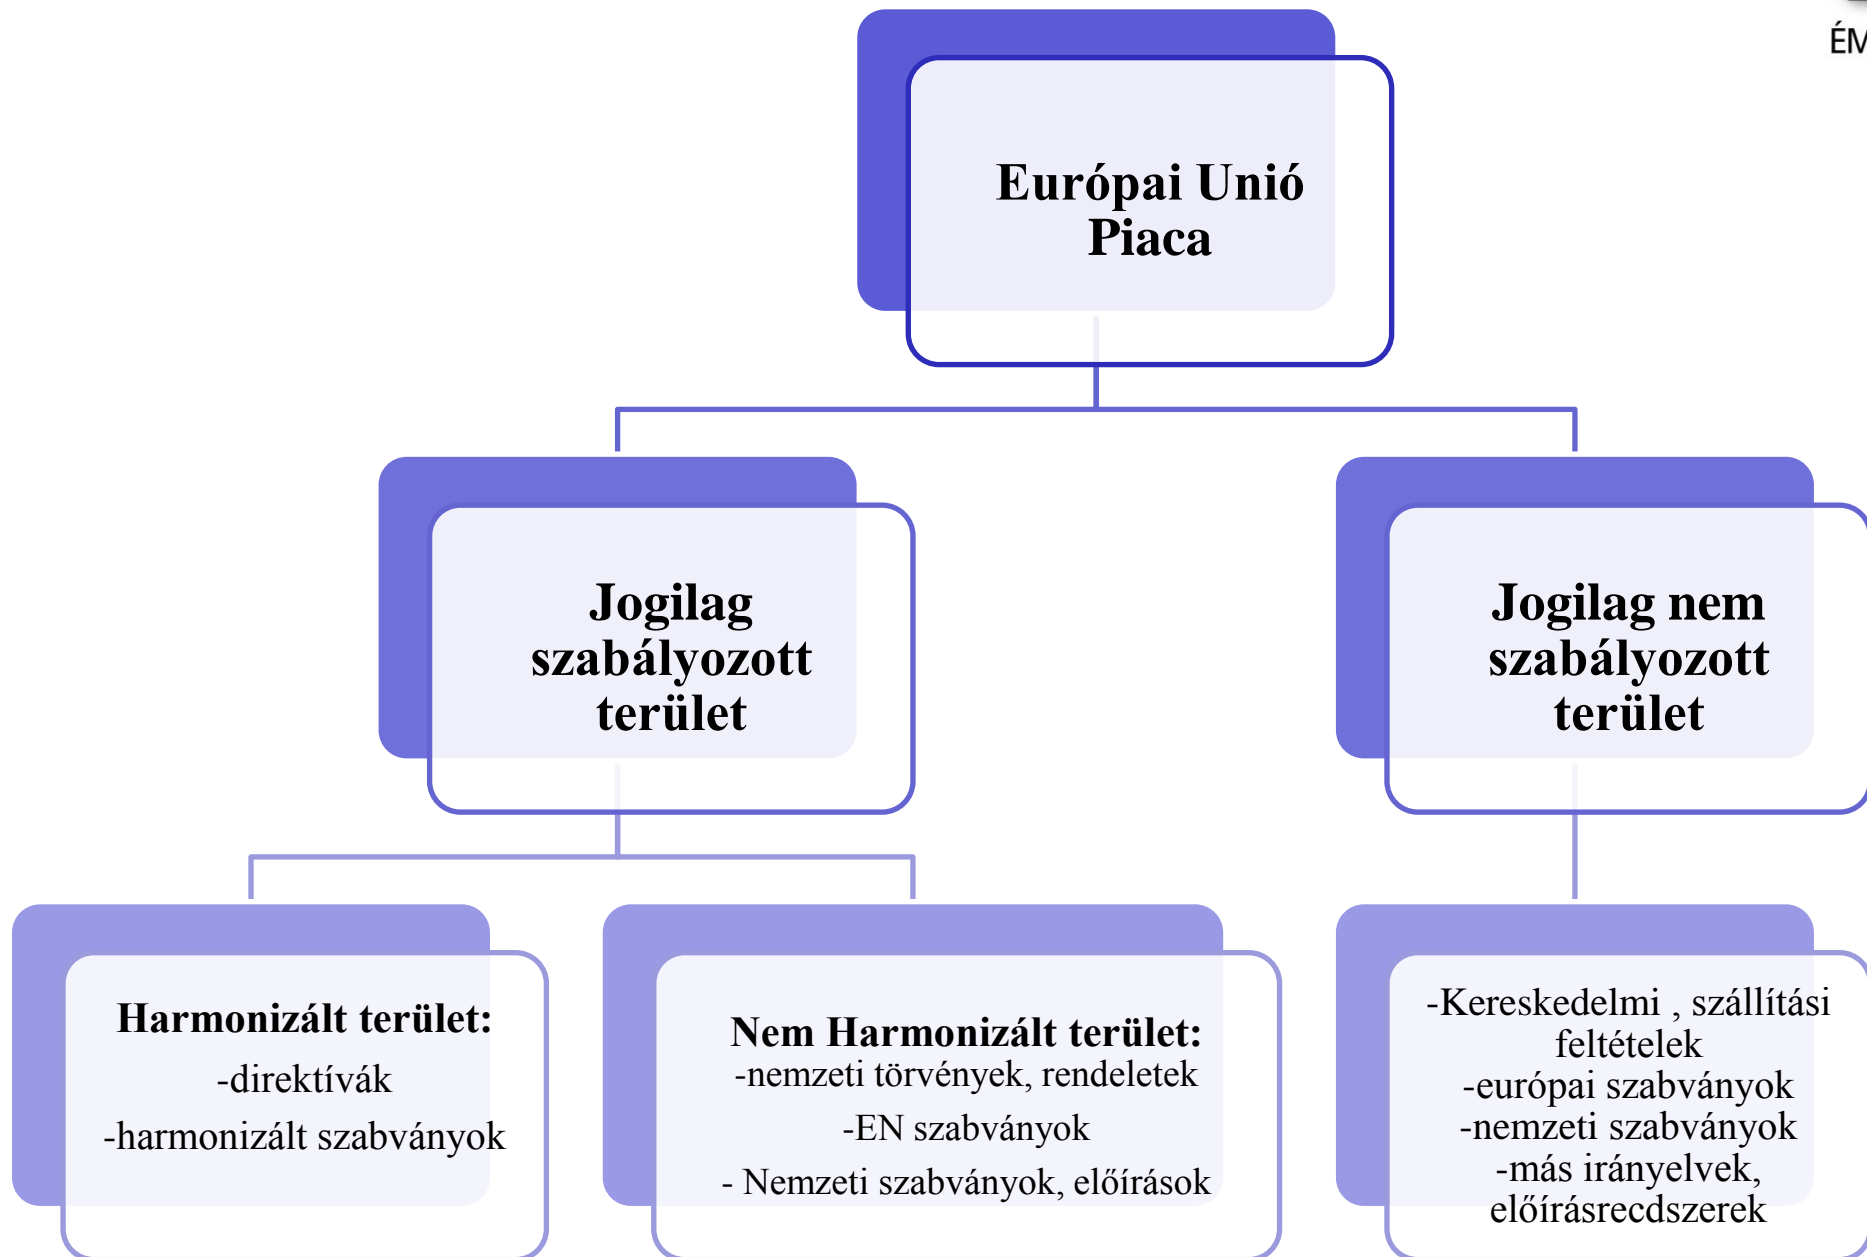 ÉM
Európai Unió
Piaca
Jogilag
szabályozott
terület
Jogilag nem
szabályozott
terület
Harmonizált terület:
-direktívák
-harmonizált szabványok
Nem Harmonizált terület:
-nemzeti törvények, rendeletek
-EN szabványok
- Nemzeti szabványok, előírások
-Kereskedelmi , szállítási
feltételek
-európai szabványok
-nemzeti szabványok
-más irányelvek,
előírásrecdszerek